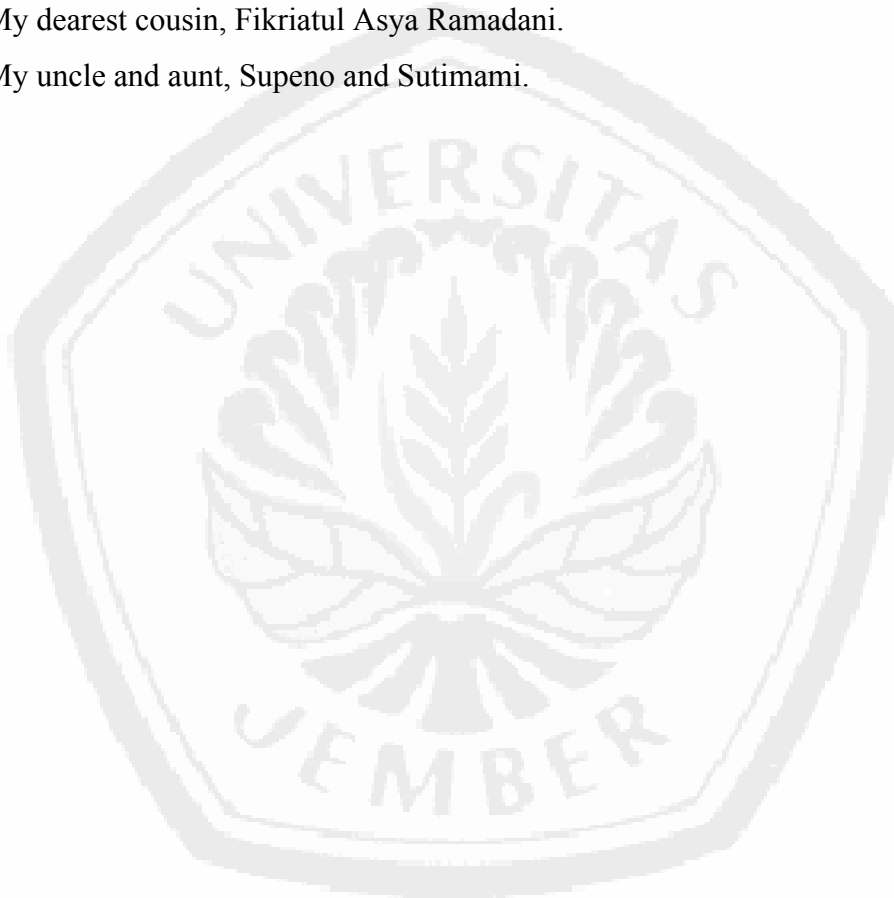 My dearest cousin, Fikriatul Asya Ramadani.
My uncle and aunt, Supeno and Sutimami.
UNIVERSITAS
JEMBER